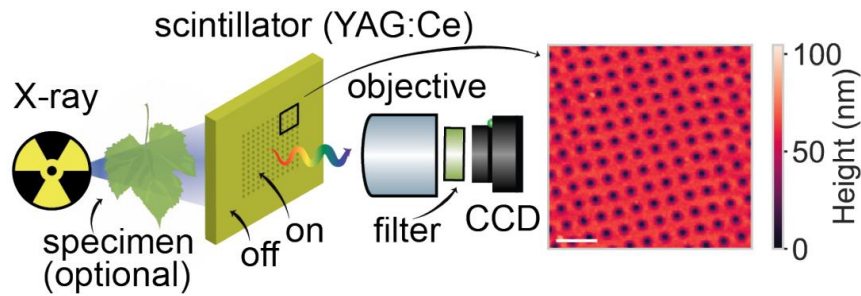 scintillator (YAG:Ce)
X-ray
objective
specimen
(optional)
off
on
filter
CCD
100
50
0
Height (nm)